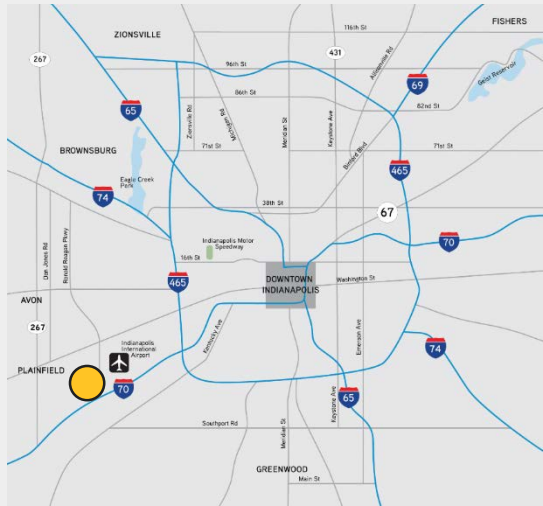 ZIONSVILLE
FISHERS
116th St
267
431
Allisonville Rd
96th St
69
Geist Reservoir
86th St
82nd St
65
Zionsville Rd
Michigan Rd
Meridian St
Keystone Ave
Binford Blvd
BROWNSBURG
71st St
71st St
465
Eagle Creek
Park
74
38th St
67
70
Dan Jones Rd
Ronald Reagan Pkwy
Indianapolis Motor
Speedway
16th St
465
DOWNTOWN
INDIANAPOLIS
Washington St
AVON
267
Indianapolis
International
Airport
Kentucky Ave
Emerson Ave
74
PLAINFIELD
70
Keystone Ave
65
Southport Rd
Meridian St
GREENWOOD
Main St